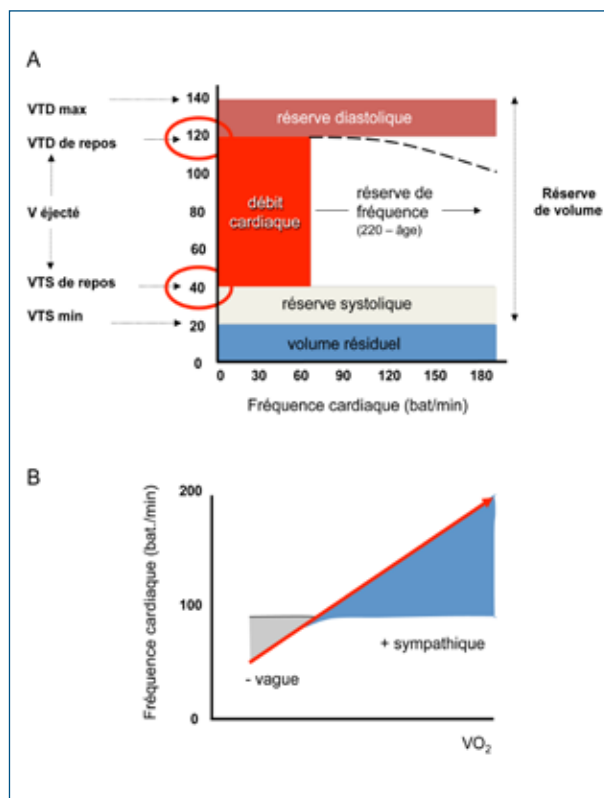 A
VTD max
VTD de repos
V éjecté
VTS de repos
VTS min
140
120
100
80
60
40
20
0
réserve diastolique
débit
cardiaque
réserve de
fréquence
(220 – âge)
Réserve
de volume
réserve systolique
volume résiduel
0 30 60 90 120 150 180
Fréquence cardiaque (bat/min)
B
Fréquence cardiaque (bat./min)
200
100
0
- vague
+ sympathique
VO2